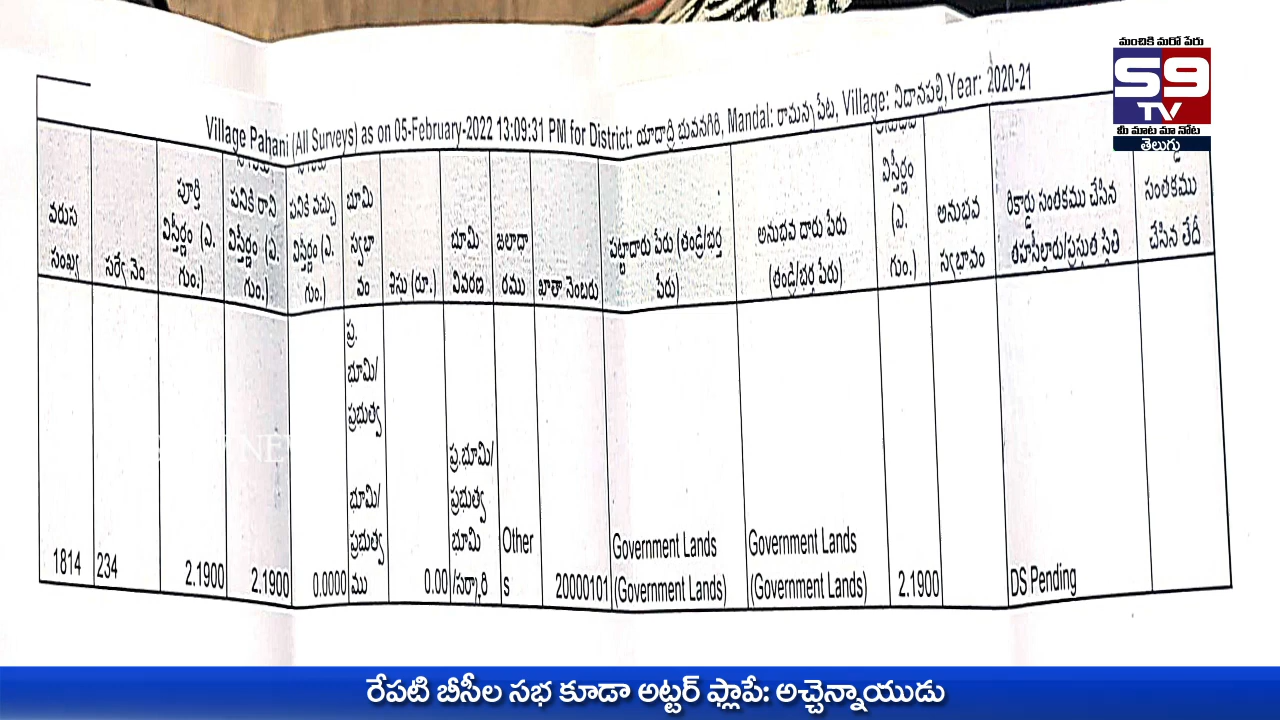 మంచికి మరో పేరు
S9
TV
మీ మాట మా నోట
తెలుగు
Village Pahani (All Surveys) as on 05-February-2022 13:09:31 PM for District: యాదాద్రి భువనగిరి, Mandal: రామన్నపేట, Village: నిదానపల్లి,Year: 2020-21
వరుస
సంఖ్య
సర్వే నెం
పూర్తి
విస్తీర్ణం (ఎ.
గుం.)
పనికి రాని
విస్తీర్ణం (ఎ.
గుం.)
పనికి వచ్చు
విస్తీర్ణం (ఎ.
గుం.)
భూమి
స్వభా
వం
శిస్తు (రూ.)
భూమి
వివరణ
జలాదా
రము
ఖాతా నెంబరు
పట్టాదారు పేరు (తండ్రి/భర్త
పేరు)
అనుభవ దారు పేరు
(తండ్రి/భర్త పేరు)
అనుభవ
విస్తీర్ణం
(ఎ.
గుం.)
అనుభవ
స్వభావం
రికార్డు సంతకము చేసిన
తహసీల్దారు/ప్రస్తుత స్థితి
సంతకము
చేసిన తేదీ
1814
234
2.1900
2.1900
0.0000
ప్ర.
భూమి/
ప్రభుత్వ
భూమి/
ప్రభుత్వ
ము
0.00
ప్ర.భూమి/
ప్రభుత్వ
భూమి
/సర్కారి
Other
s
20000101
Government Lands
(Government Lands)
Government Lands
(Government Lands)
2.1900
DS Pending
రేపటి బీసీల సభ కూడా అట్టర్ ఫ్లాపే: అచ్చెన్నాయుడు